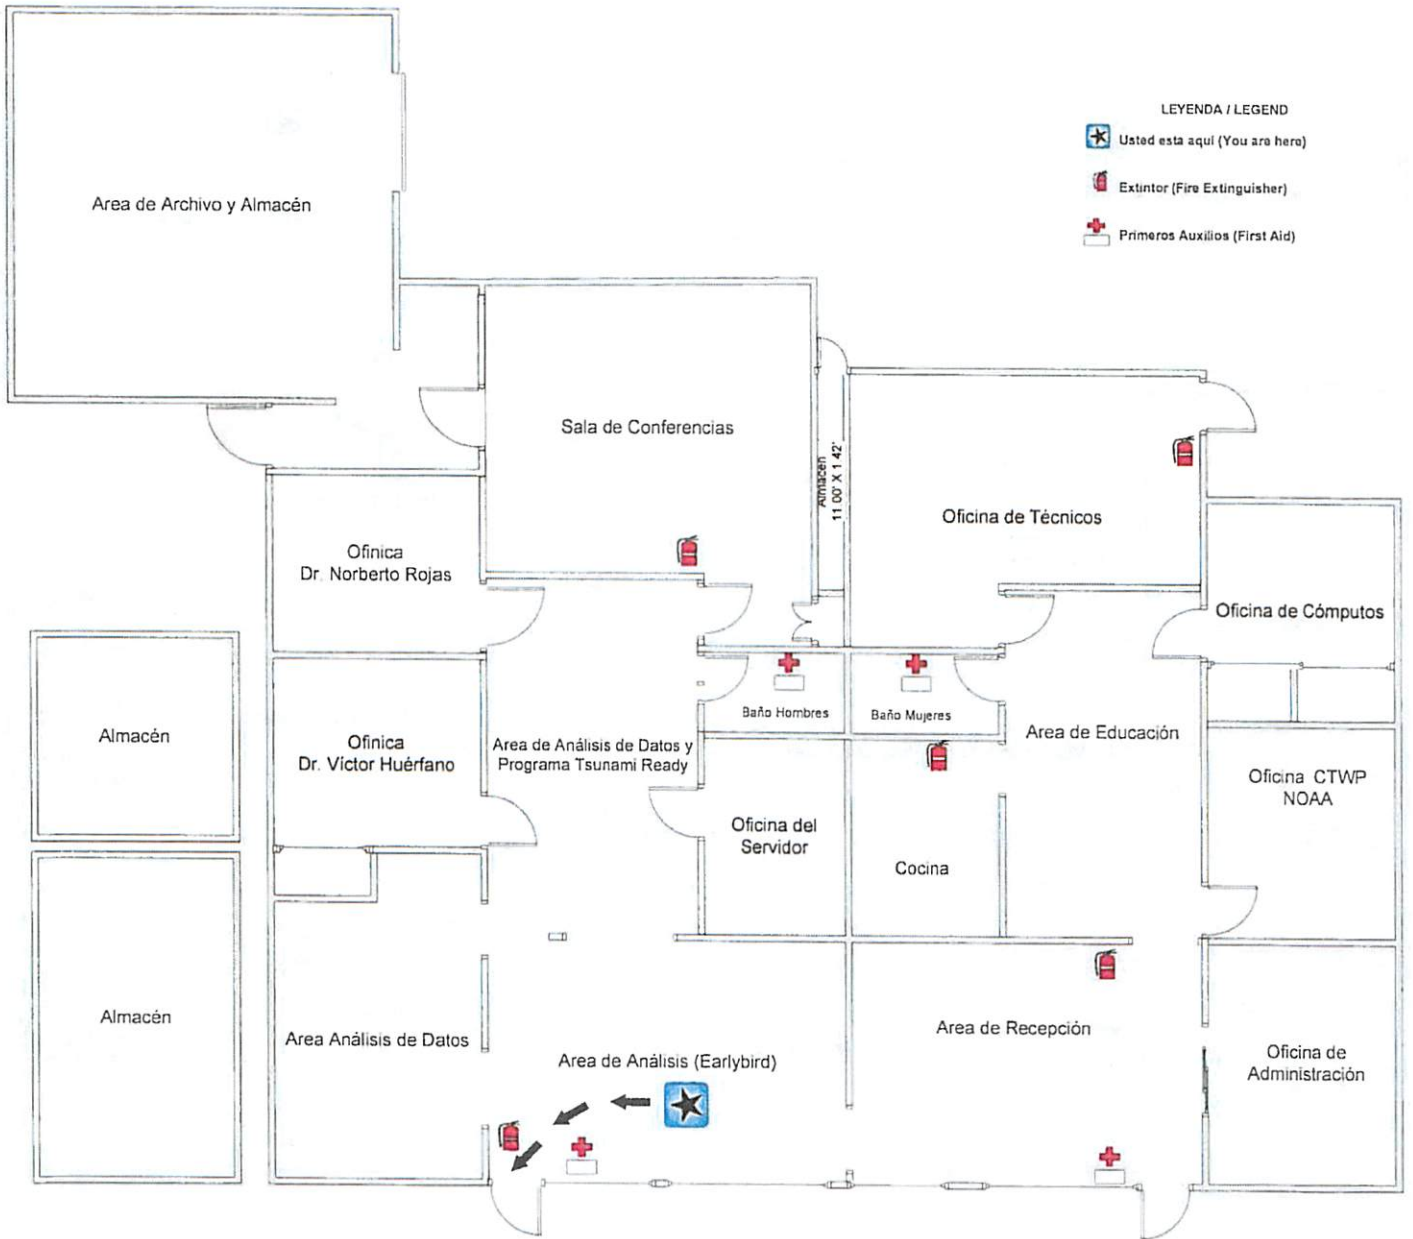 LEYENDA / LEGEND
Usted esta aquí (You are here)
Extintor (Fire Extinguisher)
Primeros Auxilios (First Aid)
Area de Archivo y Almacén
Sala de Conferencias
Almacén
11 00' X 1 42'
Oficina de Técnicos
Ofinica
Dr. Norberto Rojas
Oficina de Cómputos
Almacén
Ofinica
Dr. Víctor Huérfano
Area de Análisis de Datos y
Programa Tsunami Ready
Baño Hombres
Baño Mujeres
Area de Educación
Oficina CTWP
NOAA
Oficina del
Servidor
Cocina
Almacén
Area Análisis de Datos
Area de Análisis (Earlybird)
Area de Recepción
Oficina de
Administración